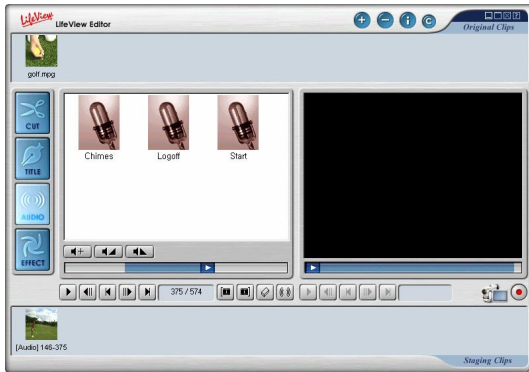 LifeView
LifeView Editor
Original Clips
golf.mpg
CUT
TITLE
AUDIO
EFFECT
Chimes
Logoff
Start
375 / 574
[Audio] 146-375
Staging Clips